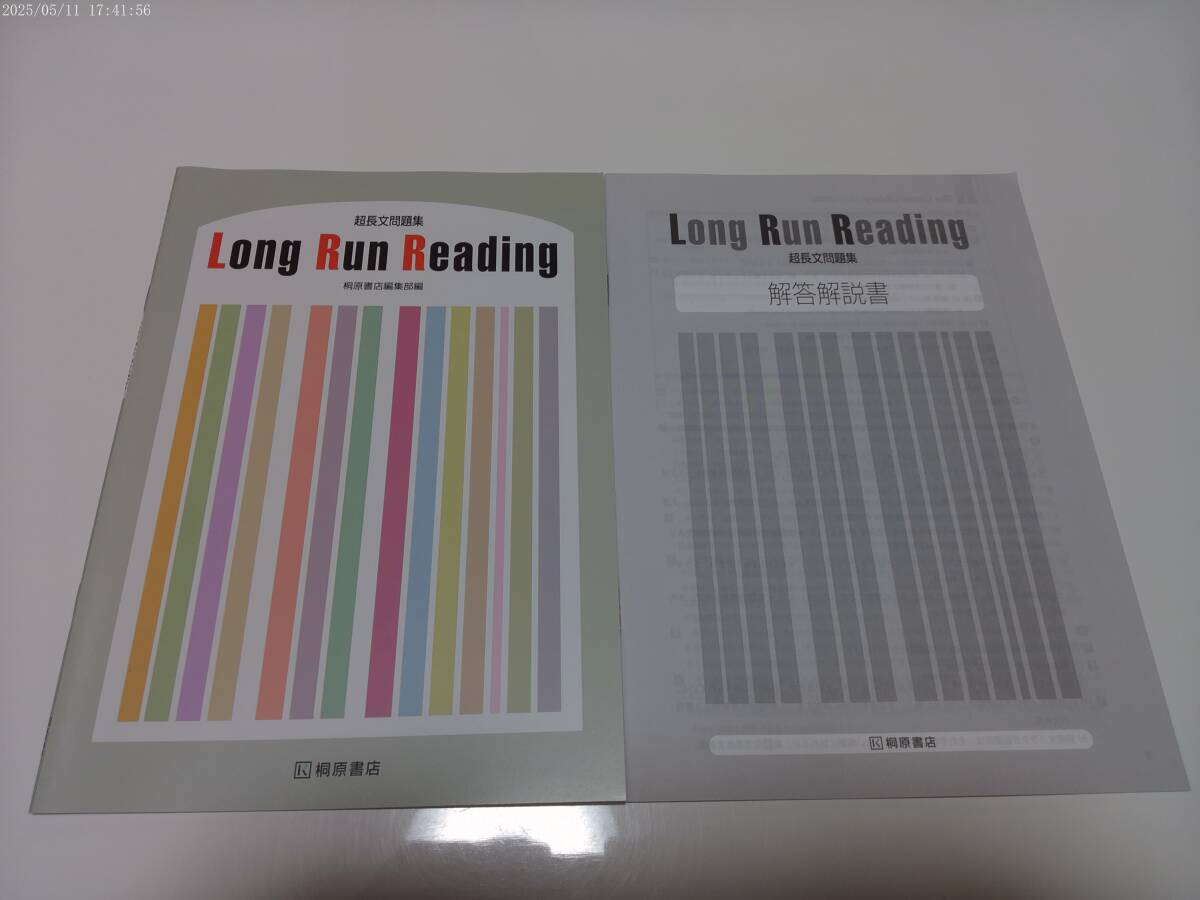 2025/05/11 17:41:56
超長文問題集
Long Run Reading
桐原書店編集部編
桐原書店
Long Run Reading
超長文問題集
解答解説書
桐原書店